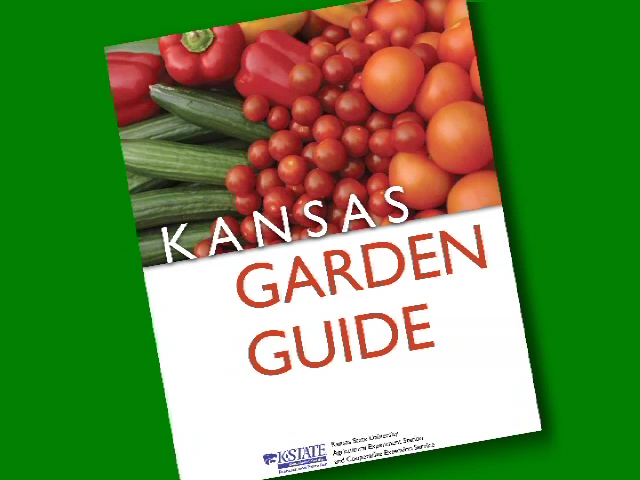 KANSAS
GARDEN
GUIDE
K-STATE
Kansas State University
Agricultural Experiment Station
and Cooperative Extension Service